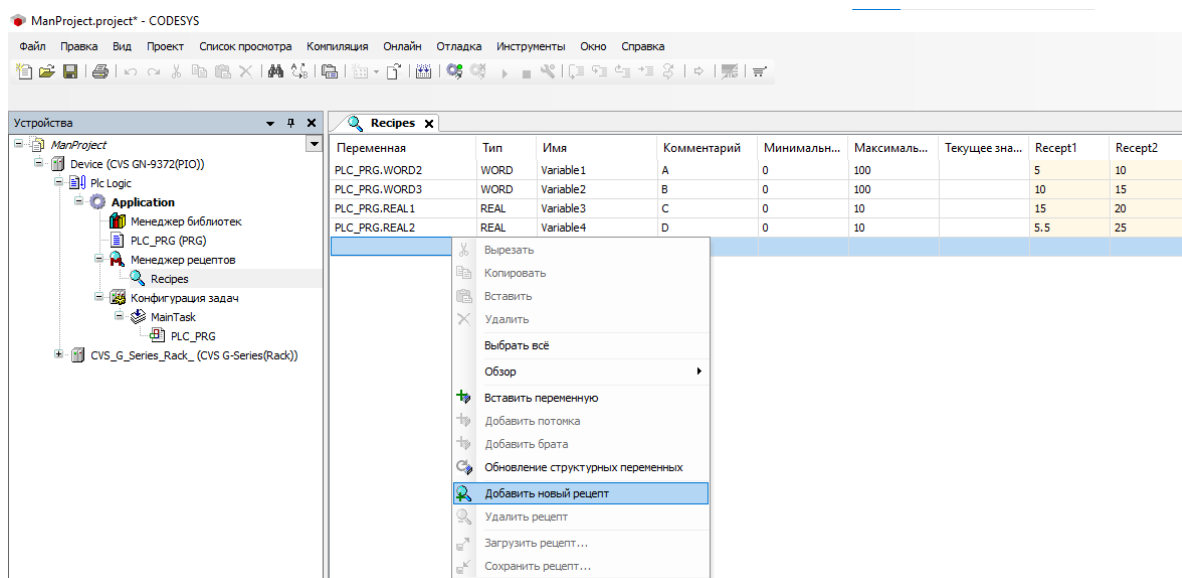 ManProject.project* - CODESYS
Файл Правка Вид Проект Список просмотра Компиляция Онлайн Отладка Инструменты Окно Справка
Устройства
ManProject
Device (CVS GN-9372(PIO))
Plc Logic
Application
Менеджер библиотек
PLC_PRG (PRG)
Менеджер рецептов
Recipes
Конфигурация задач
MainTask
PLC_PRG
CVS_G_Series_Rack_ (CVS G-Series(Rack))
Recipes
Переменная Тип Имя Комментарий Минимальн... Максималь... Текущее зна... Recept1 Recept2
PLC_PRG.WORD2 WORD Variable1 A 0 100 5 10
PLC_PRG.WORD3 WORD Variable2 B 0 100 10 15
PLC_PRG.REAL1 REAL Variable3 C 0 10 15 20
PLC_PRG.REAL2 REAL Variable4 D 0 10 5.5 25
Вырезать
Копировать
Вставить
Удалить
Выбрать всё
Обзор
Вставить переменную
Добавить потомка
Добавить брата
Обновление структурных переменных
Добавить новый рецепт
Удалить рецепт
Загрузить рецепт...
Сохранить рецепт...